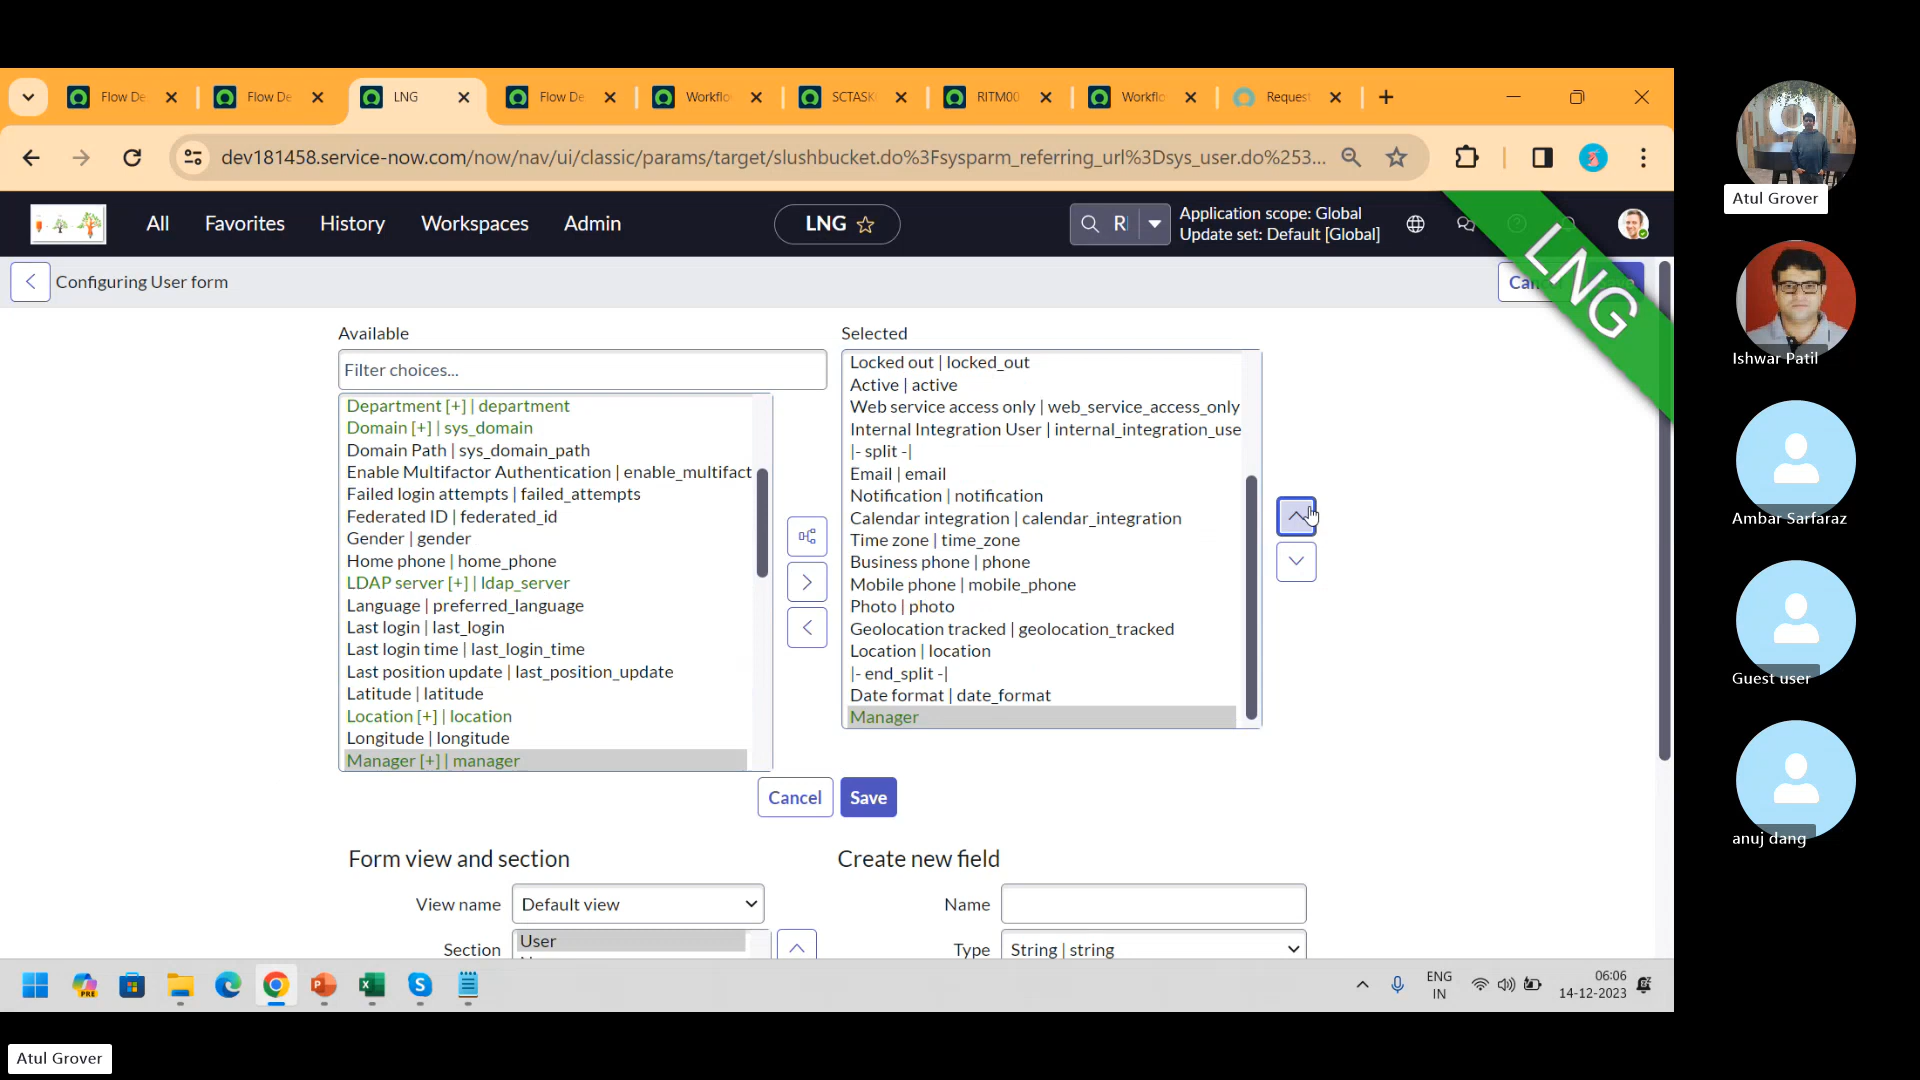 Flow De
Flow De
LNG
Flow De
Workflo
SCTASK
RITM00
Workflo
Request
dev181458.service-now.com/now/nav/ui/classic/params/target/slushbucket.do%3Fsysparm_referring_url%3Dsys_user.do%253...
All
Favorites
History
Workspaces
Admin
LNG
Application scope: Global
Update set: Default [Global]
LNG
Configuring User form
Available
Filter choices...
Department [+] | department
Domain [+] | sys_domain
Domain Path | sys_domain_path
Enable Multifactor Authentication | enable_multifact
Failed login attempts | failed_attempts
Federated ID | federated_id
Gender | gender
Home phone | home_phone
LDAP server [+] | ldap_server
Language | preferred_language
Last login | last_login
Last login time | last_login_time
Last position update | last_position_update
Latitude | latitude
Location [+] | location
Longitude | longitude
Manager [+] | manager
Selected
Locked out | locked_out
Active | active
Web service access only | web_service_access_only
Internal Integration User | internal_integration_use
|- split -|
Email | email
Notification | notification
Calendar integration | calendar_integration
Time zone | time_zone
Business phone | phone
Mobile phone | mobile_phone
Photo | photo
Geolocation tracked | geolocation_tracked
Location | location
|- end_split -|
Date format | date_format
Manager
Cancel
Save
Form view and section
View name
Default view
Section
User
Create new field
Name
Type
String | string
PRE
ENG
IN
06:06
14-12-2023
Atul Grover
Ishwar Patil
Ambar Sarfaraz
Guest user
anuj dang
Atul Grover